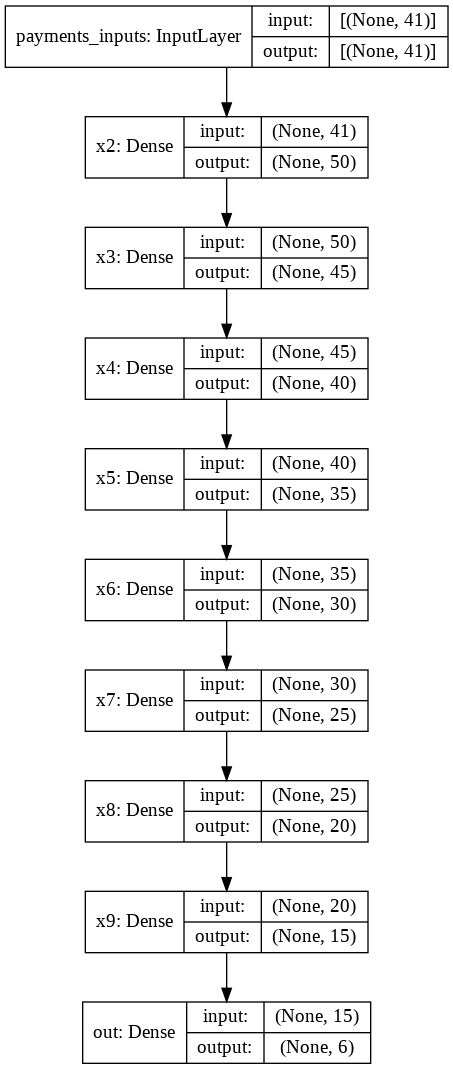 payments_inputs: InputLayer
input: [(None, 41)]
output: [(None, 41)]
x2: Dense
input: (None, 41)
output: (None, 50)
x3: Dense
input: (None, 50)
output: (None, 45)
x4: Dense
input: (None, 45)
output: (None, 40)
x5: Dense
input: (None, 40)
output: (None, 35)
x6: Dense
input: (None, 35)
output: (None, 30)
x7: Dense
input: (None, 30)
output: (None, 25)
x8: Dense
input: (None, 25)
output: (None, 20)
x9: Dense
input: (None, 20)
output: (None, 15)
out: Dense
input: (None, 15)
output: (None, 6)